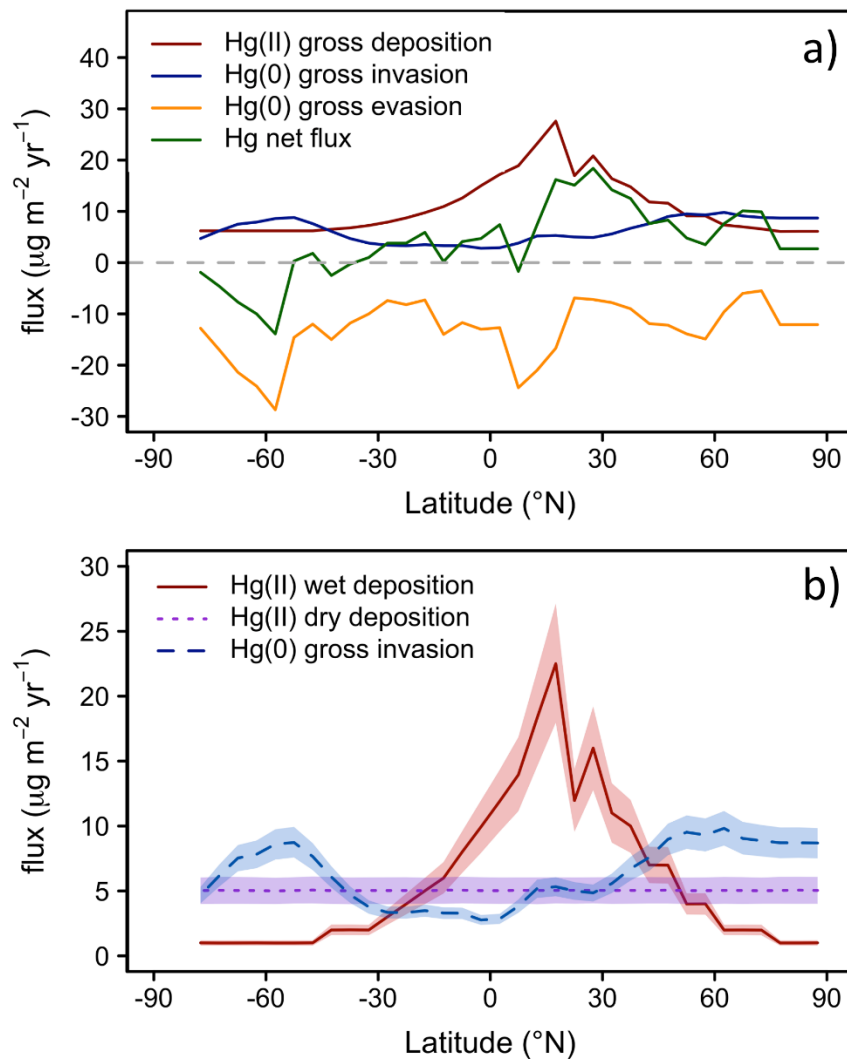 a)
Hg(II) gross deposition
Hg(0) gross invasion
Hg(0) gross evasion
Hg net flux
flux (μg m⁻² yr⁻¹)
40
30
20
10
0
-10
-20
-30
-90 -60 -30 0 30 60 90
Latitude (°N)
b)
Hg(II) wet deposition
Hg(II) dry deposition
Hg(0) gross invasion
flux (μg m⁻² yr⁻¹)
30
25
20
15
10
5
0
-90 -60 -30 0 30 60 90
Latitude (°N)